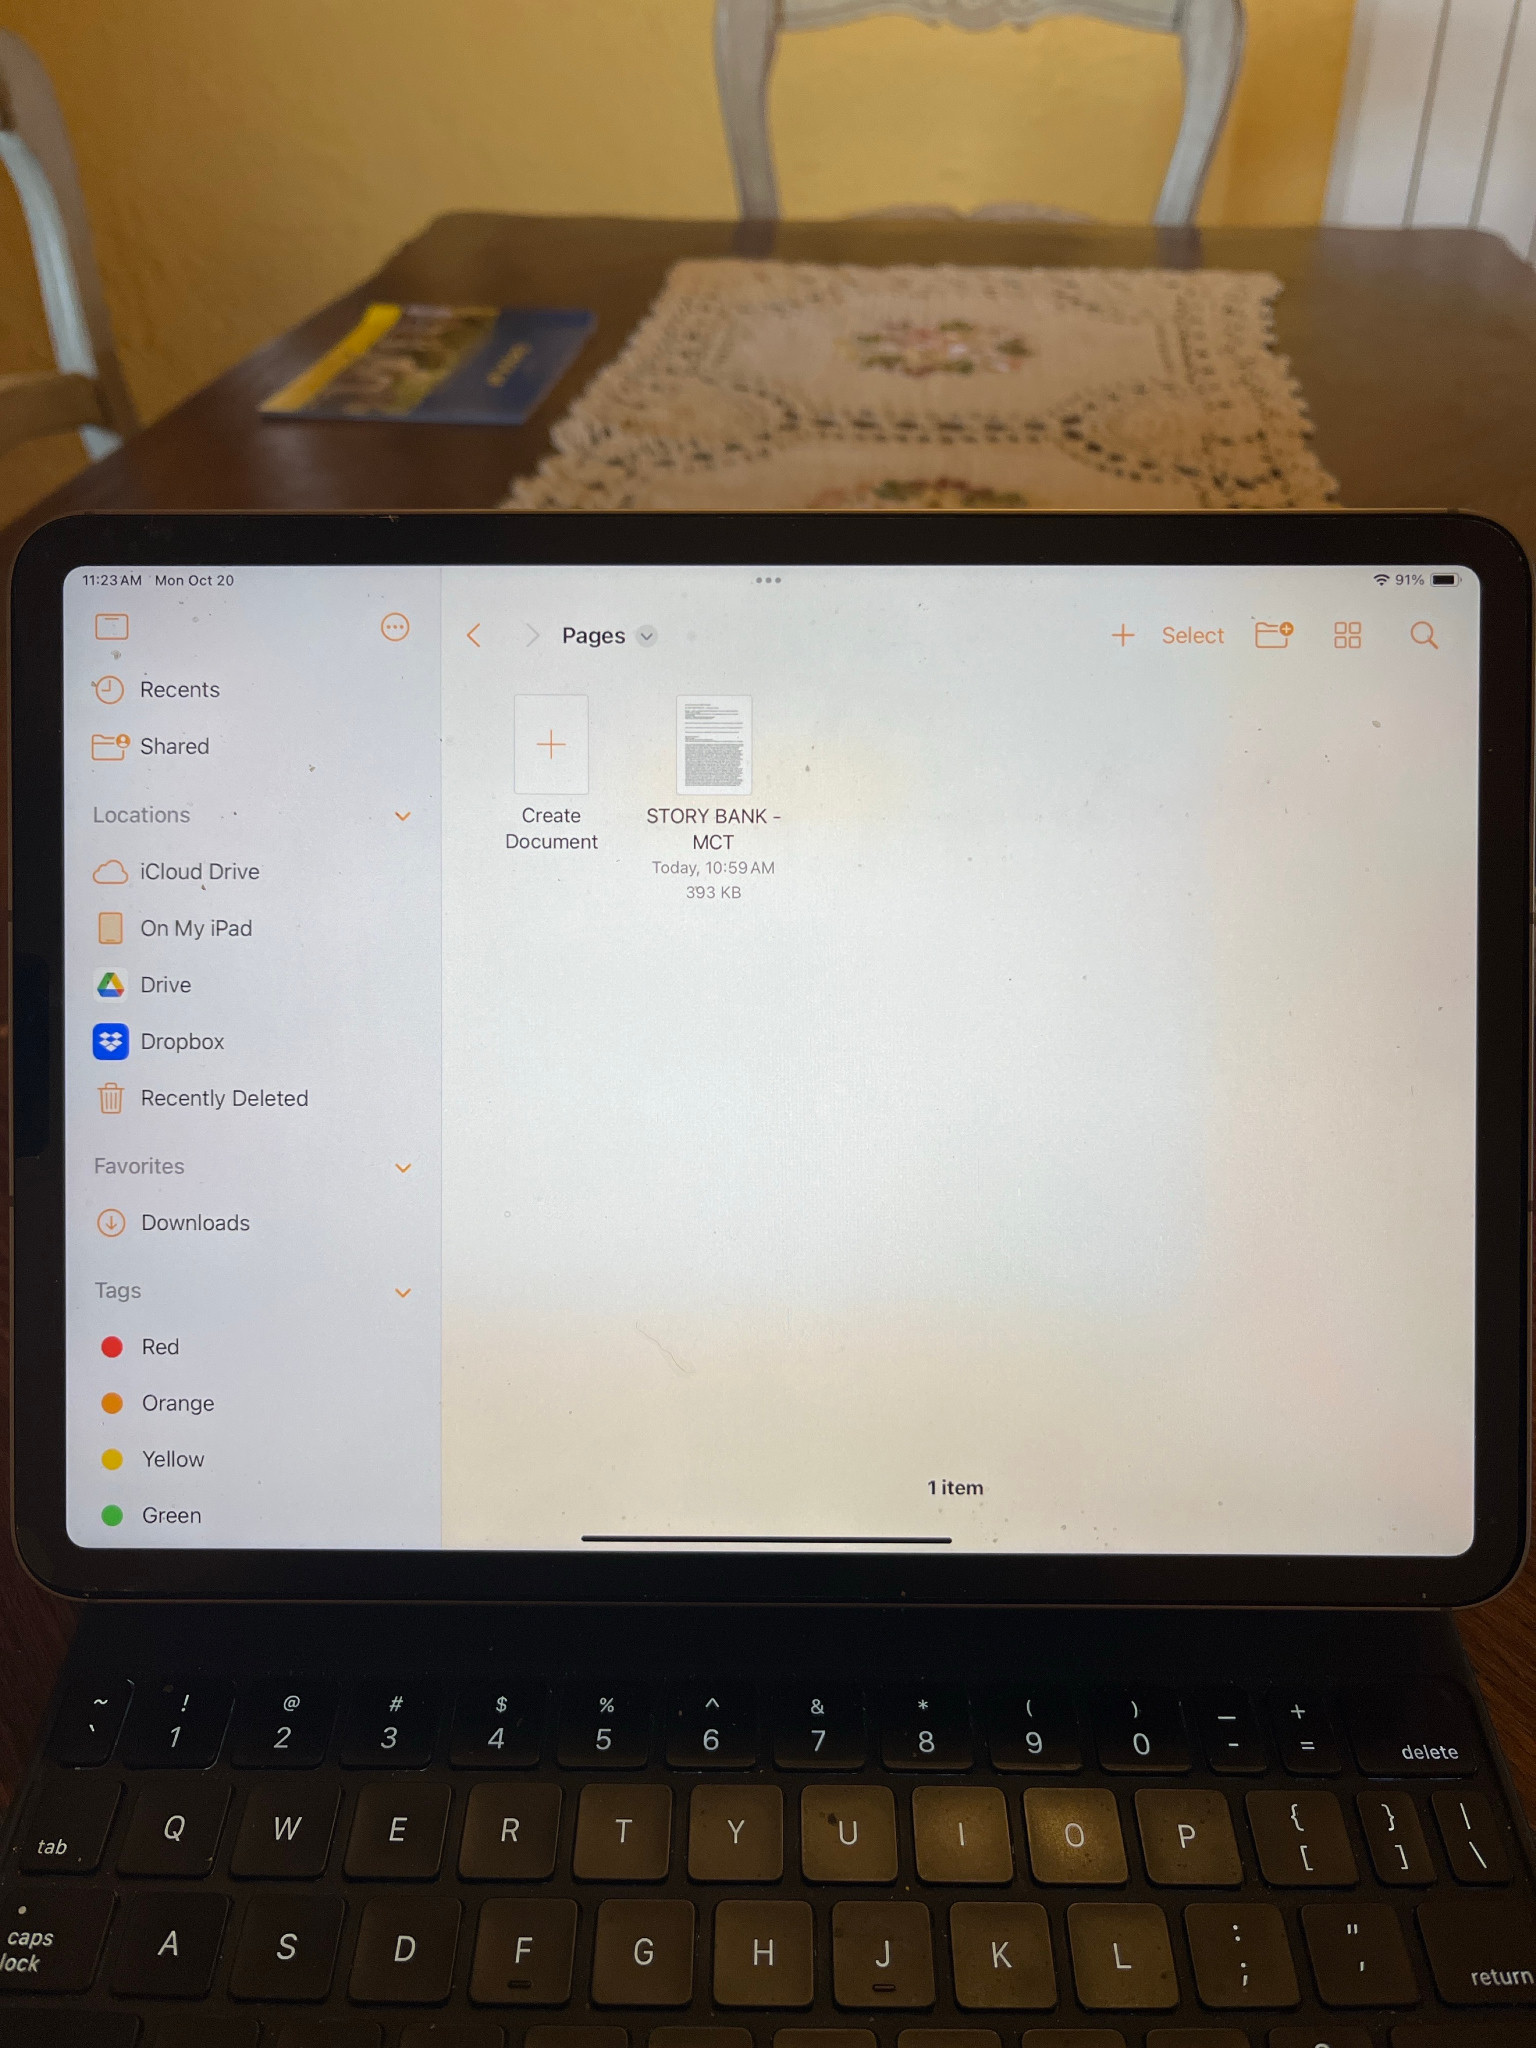 11:23 AM Mon Oct 20
91%
Pages
Select
Recents
Shared
Locations
iCloud Drive
On My iPad
Drive
Dropbox
Recently Deleted
Favorites
Downloads
Tags
Red
Orange
Yellow
Green
Create
Document
STORY BANK -
MCT
Today, 10:59 AM
393 KB
1 item
~ ! @ # $ % ^ & * ( ) _ +
` 1 2 3 4 5 6 7 8 9 0 - = delete
{ } |
tab Q W E R T Y U I O P [ ] \
: "
caps lock A S D F G H J K L ; ' return